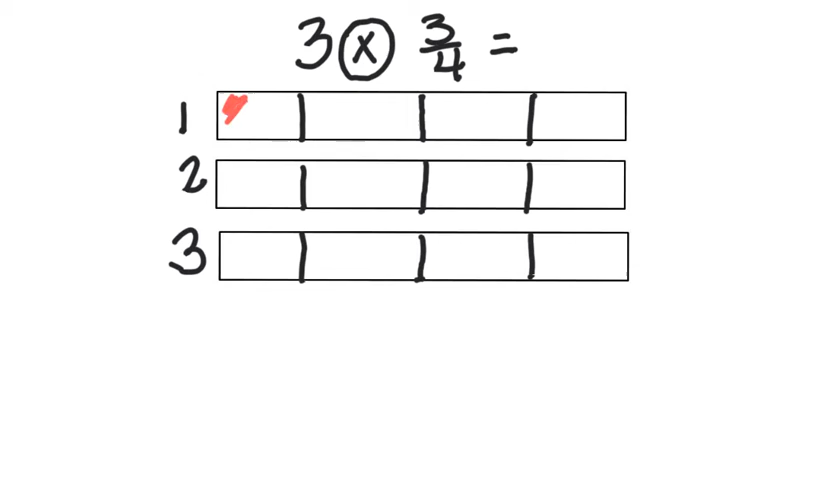 3 ⓧ 3/4 =
1
2
3